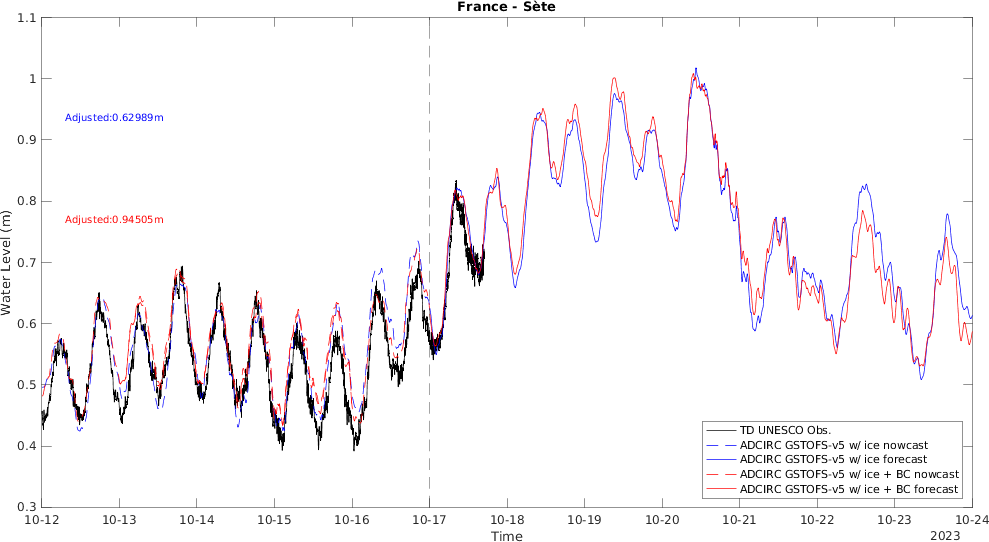 France - Sète
1.1
1
0.9
0.8
0.7
0.6
0.5
0.4
0.3
Water Level (m)
Adjusted:0.62989m
Adjusted:0.94505m
TD UNESCO Obs.
ADCIRC GSTOFS-v5 w/ ice nowcast
ADCIRC GSTOFS-v5 w/ ice forecast
ADCIRC GSTOFS-v5 w/ ice + BC nowcast
ADCIRC GSTOFS-v5 w/ ice + BC forecast
10-12 10-13 10-14 10-15 10-16 10-17 10-18 10-19 10-20 10-21 10-22 10-23 10-24
Time
2023